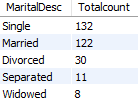 MaritalDesc Totalcount
Single 132
Married 122
Divorced 30
Separated 11
Widowed 8